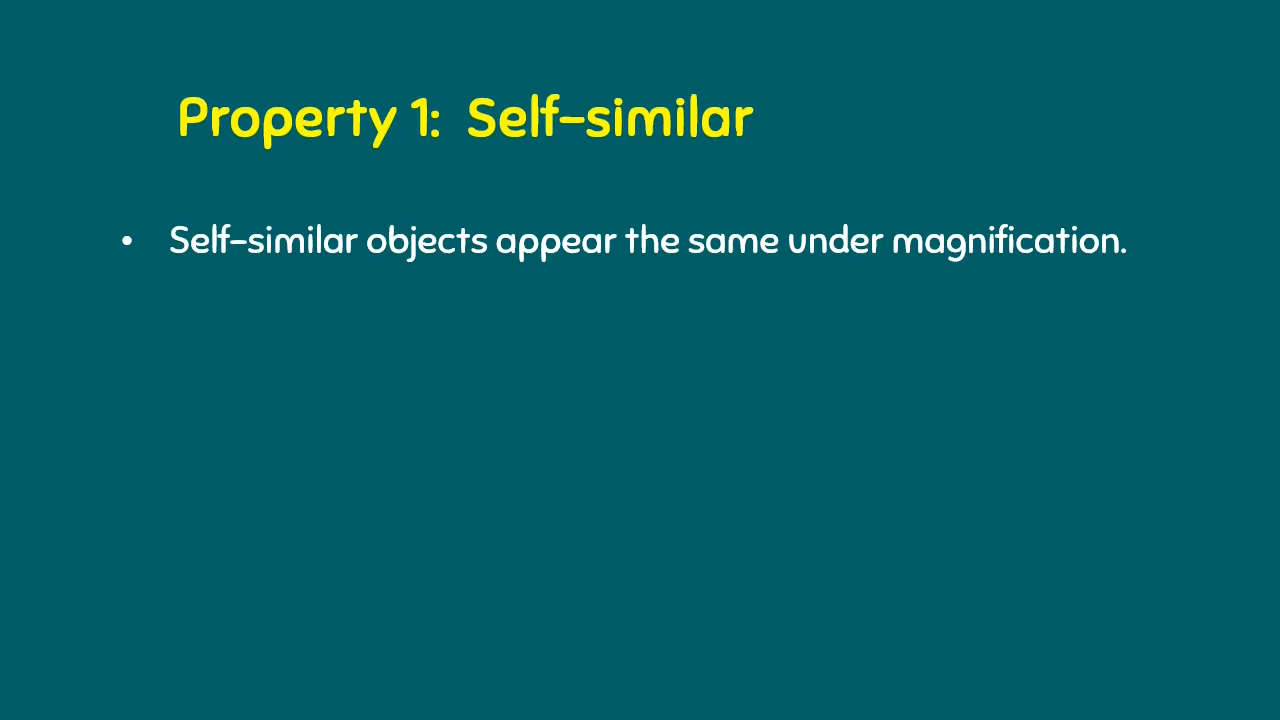 Property 1:  Self-similar
• Self-similar objects appear the same under magnification.